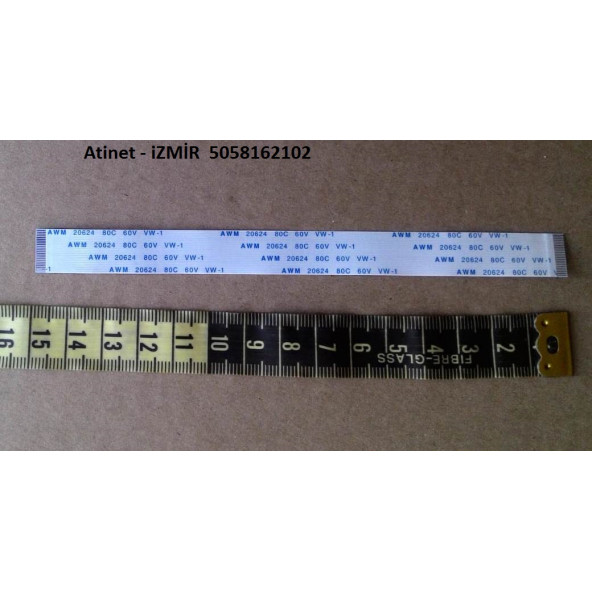 Atinet - iZMİR 5058162102
AWM 20624 80C 60V VW-1 AWM 20624 80C 60V VW-1 AWM 20624 80C 60V VW-1
AWM 20624 80C 60V VW-1 AWM 20624 80C 60V VW-1 AWM 20624 80C 60V VW-1
AWM 20624 80C 60V VW-1 AWM 20624 80C 60V VW-1 AWM 20624 80C 60V VW-1
-1 AWM 20624 80C 60V VW-1 AWM 20624 80C 60V VW-1 AWM 20624 80C 60V
16 15 14 13 12 11 10 9 8 7 6 5 4 3 2
FIBRE-GLASS